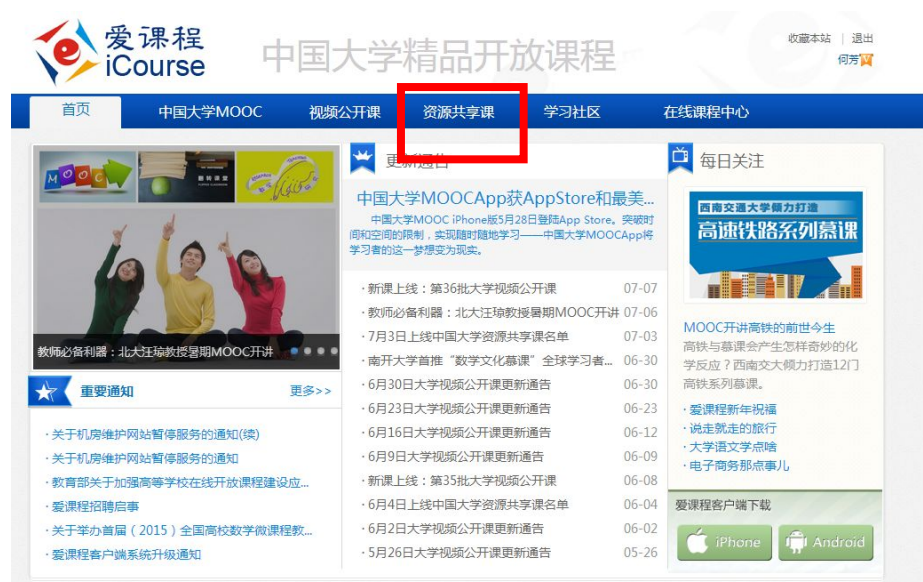 爱课程
iCourse
中国大学精品开放课程
收藏本站 | 退出
何芳
首页 中国大学MOOC 视频公开课 资源共享课 学习社区 在线课程中心
MOOC
翻转课堂
教师必备利器：北大汪琼教授暑期MOOC开讲
重要通知 更多>>
·关于机房维护网站暂停服务的通知(续)
·关于机房维护网站暂停服务的通知
·教育部关于加强高等学校在线开放课程建设应...
·爱课程招聘启事
·关于举办首届（2015）全国高校数学微课程教...
·爱课程客户端系统升级通知
更新通告
中国大学MOOCApp获AppStore和最美...
中国大学MOOC iPhone版5月28日登陆App Store。突破时
间和空间的限制，实现随时随地学习——中国大学MOOCApp将
学习者的这一梦想变为现实。
·新课上线：第36批大学视频公开课 07-07
·教师必备利器：北大汪琼教授暑期MOOC开讲 07-06
·7月3日上线中国大学资源共享课名单 07-03
·南开大学首推“数学文化慕课”全球学习者... 06-30
·6月30日大学视频公开课更新通告 06-30
·6月23日大学视频公开课更新通告 06-23
·6月16日大学视频公开课更新通告 06-12
·6月9日大学视频公开课更新通告 06-09
·新课上线：第35批大学视频公开课 06-08
·6月4日上线中国大学资源共享课名单 06-04
·6月2日大学视频公开课更新通告 06-02
·5月26日大学视频公开课更新通告 05-26
每日关注
西南交通大学倾力打造
高速铁路系列慕课
MOOC开讲高铁的前世今生
高铁与慕课会产生怎样奇妙的化
学反应？西南交大倾力打造12门
高铁系列慕课。
·爱课程新年祝福
·说走就走的旅行
·大学语文学点啥
·电子商务那点事儿
爱课程客户端下载
iPhone Android